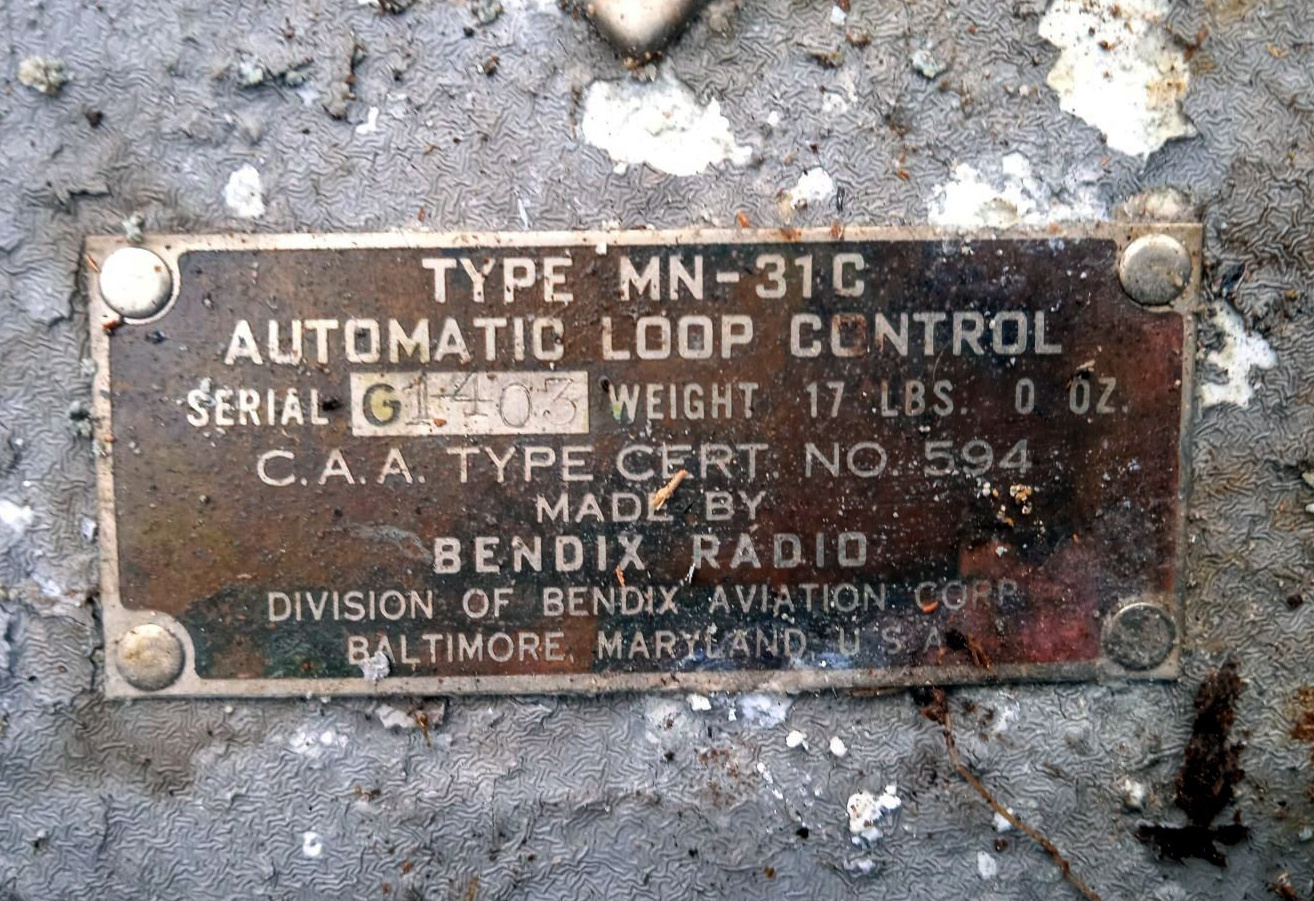 TYPE MN-31C
AUTOMATIC LOOP CONTROL
SERIAL G1403 WEIGHT 17 LBS. 0 OZ.
C.A.A. TYPE CERT. NO. 594
MADE BY
BENDIX RADIO
DIVISION OF BENDIX AVIATION CORP.
BALTIMORE, MARYLAND, U.S.A.